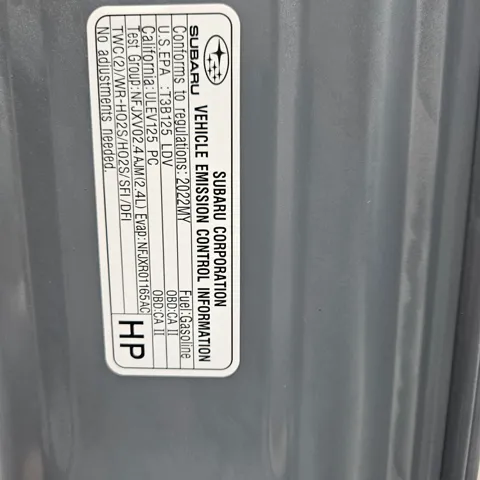 SUBARU CORPORATION
SUBARU VEHICLE EMISSION CONTROL INFORMATION
Conforms to regulations: 2022MY Fuel:Gasoline
U.S.EPA :T3B125 LDV OBD:CA II
California:ULEV125 PC OBD:CA II
Test Group:NFJXV02.4AJM(2.4L) Evap:NFJXR01165AC
TWC(2)/WR-HO2S/HO2S/SFI/DFI
No adjustments needed.
HP